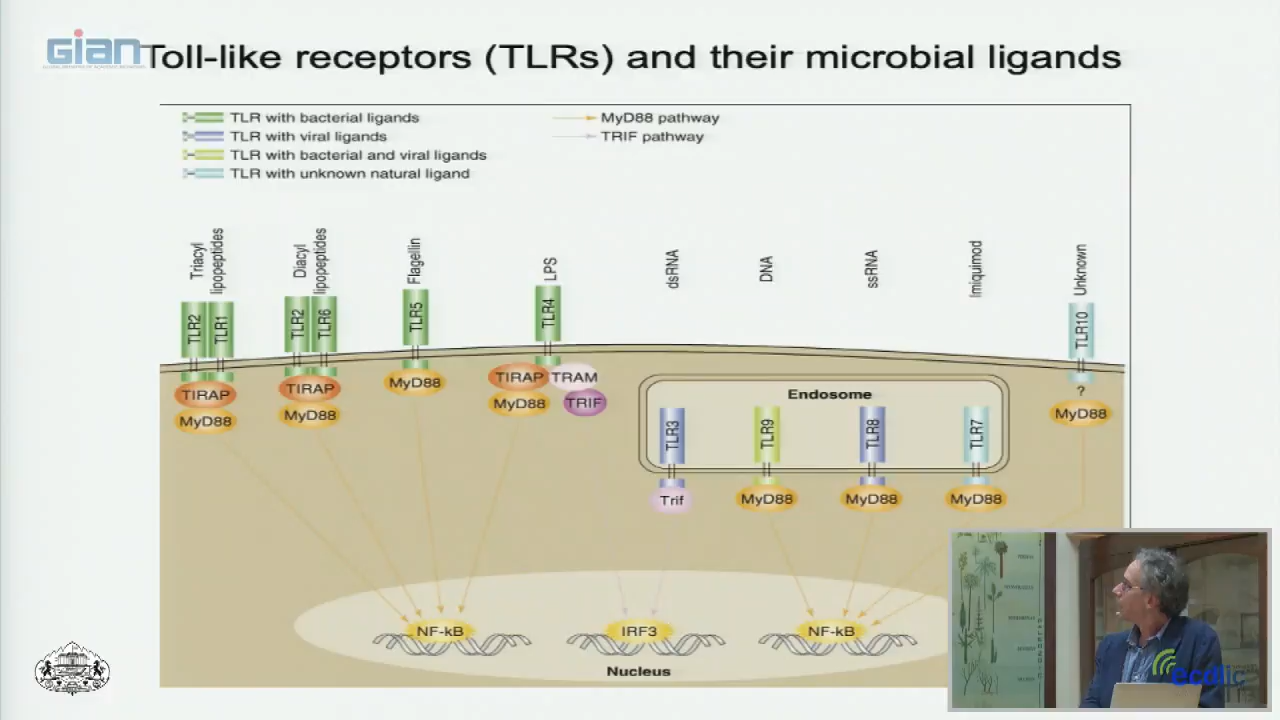 Gian
Toll-like receptors (TLRs) and their microbial ligands
TLR with bacterial ligands
TLR with viral ligands
TLR with bacterial and viral ligands
TLR with unknown natural ligand
MyD88 pathway
TRIF pathway
Triacyl
lipopeptides
Diacyl
lipopeptides
Flagellin
LPS
dsRNA
DNA
ssRNA
Imiquimod
Unknown
TLR2
TLR1
TLR2
TLR6
TLR5
TLR4
TLR10
TIRAP
MyD88
TIRAP
MyD88
MyD88
TIRAP
TRAM
MyD88
TRIF
?
MyD88
Endosome
TLR3
TLR9
TLR8
TLR7
Trif
MyD88
MyD88
MyD88
NF-kB
IRF3
NF-kB
Nucleus